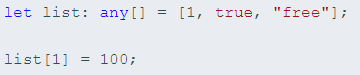 let list: any[] = [1, true, "free"];
list[1] = 100;